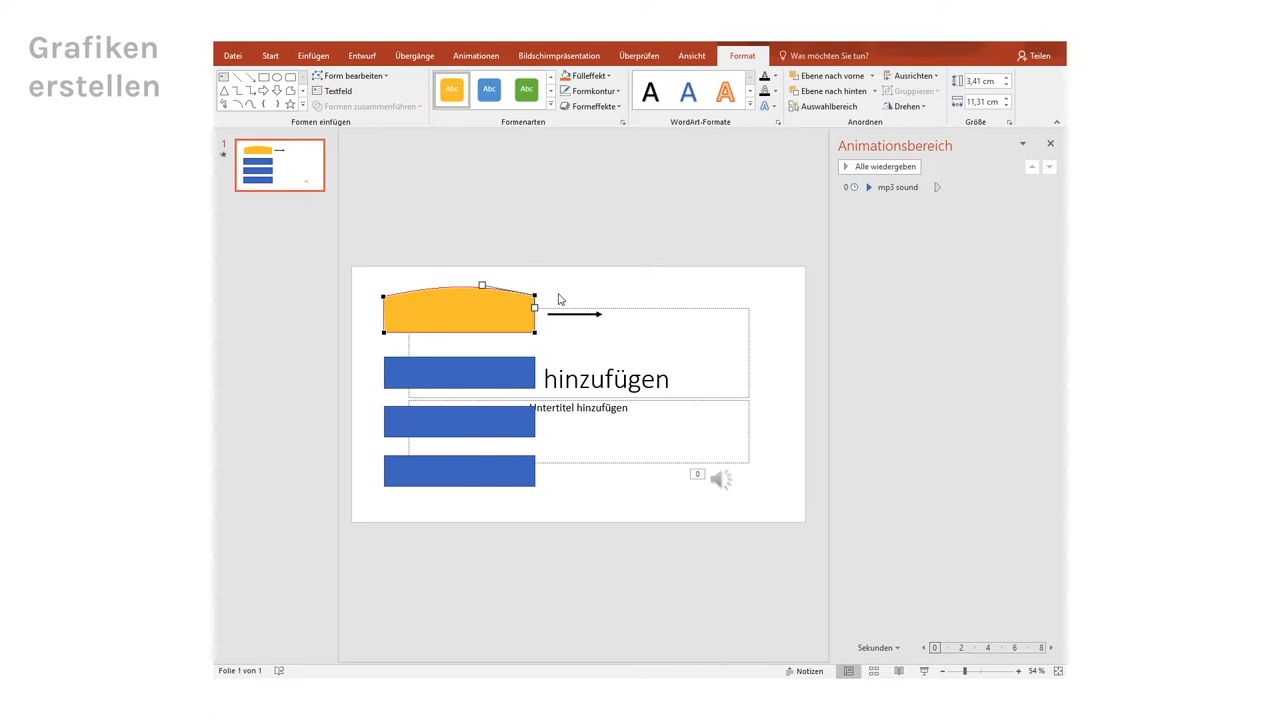 Grafiken
erstellen
Datei Start Einfügen Entwurf Übergänge Animationen Bildschirmpräsentation Überprüfen Ansicht Format Was möchten Sie tun? Teilen
Form bearbeiten
Textfeld
Formen zusammenführen
Formen einfügen
Abc Abc Abc
Fülleffekt
Formkontur
Formeffekte
Formenarten
A A A
WordArt-Formate
Ebene nach vorne
Ebene nach hinten
Auswahlbereich
Ausrichten
Gruppieren
Drehen
Anordnen
3,41 cm
11,31 cm
Größe
1
Animationsbereich
Alle wiedergeben
0 mp3 sound
hinzufügen
Untertitel hinzufügen
0
Sekunden 0 2 4 6 8
Folie 1 von 1 Notizen 54 %